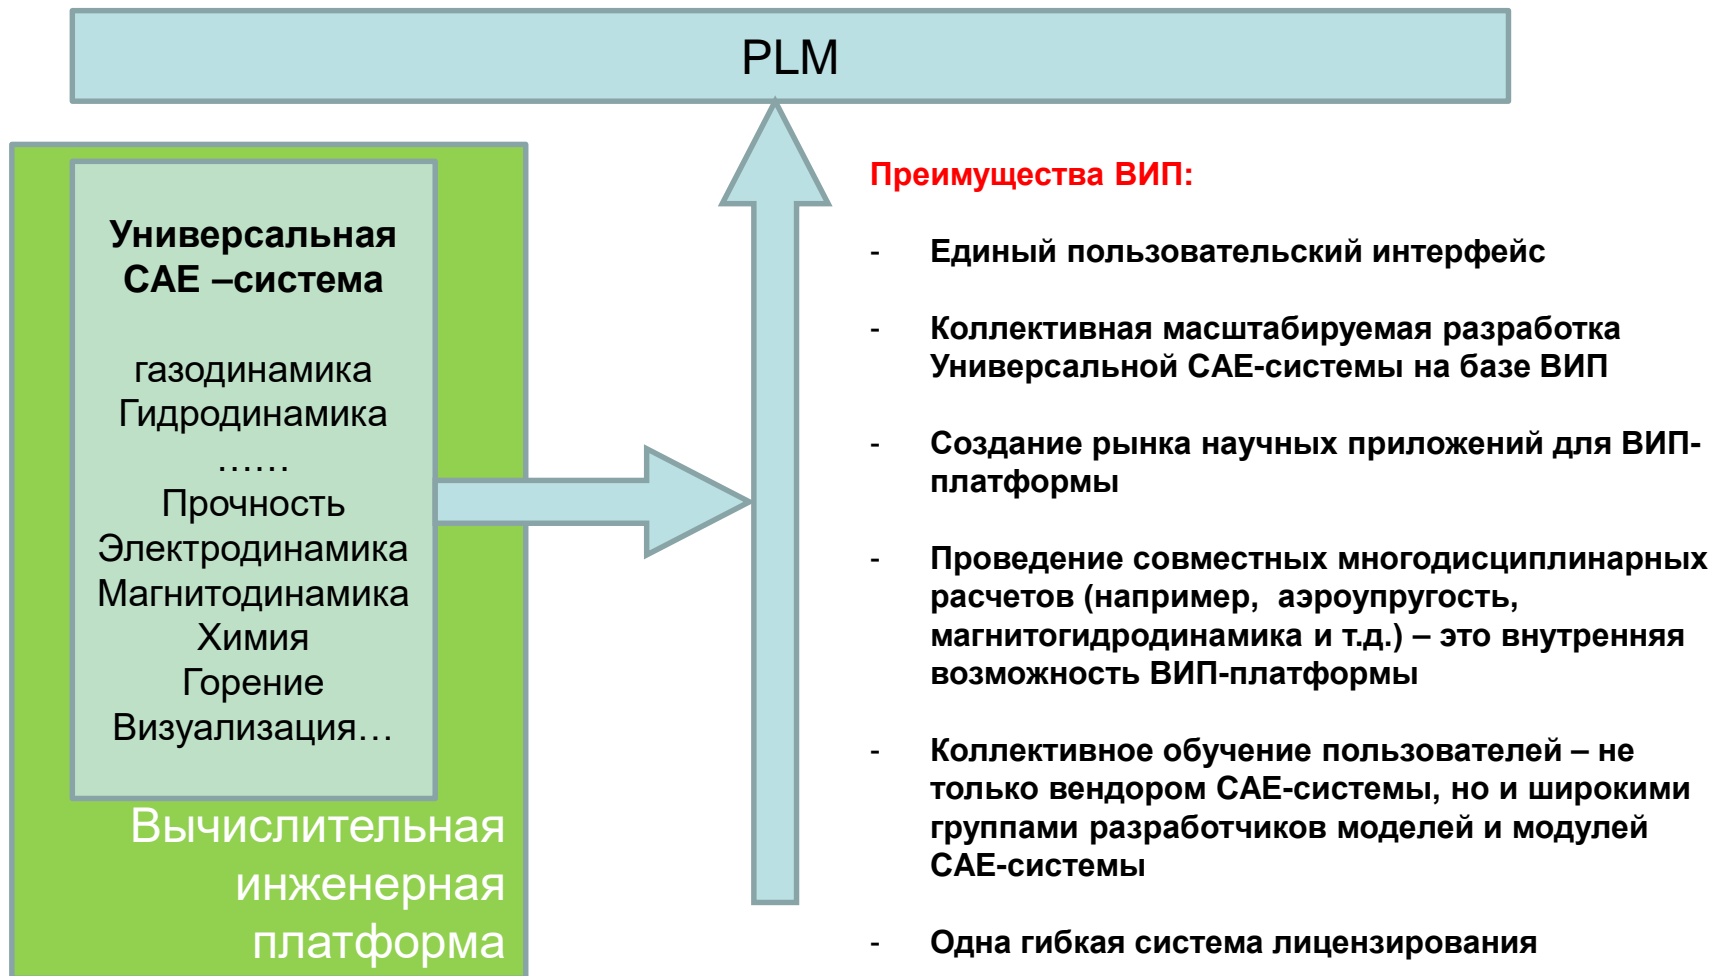 PLM
Универсальная
САЕ –система
газодинамика
Гидродинамика
……
Прочность
Электродинамика
Магнитодинамика
Химия
Горение
Визуализация…
Вычислительная
инженерная
платформа
Преимущества ВИП:
- Единый пользовательский интерфейс
- Коллективная масштабируемая разработка
Универсальной САЕ-системы на базе ВИП
- Создание рынка научных приложений для ВИП-
платформы
- Проведение совместных многодисциплинарных
расчетов (например, аэроупругость,
магнитогидродинамика и т.д.) – это внутренняя
возможность ВИП-платформы
- Коллективное обучение пользователей – не
только вендором САЕ-системы, но и широкими
группами разработчиков моделей и модулей
САЕ-системы
- Одна гибкая система лицензирования